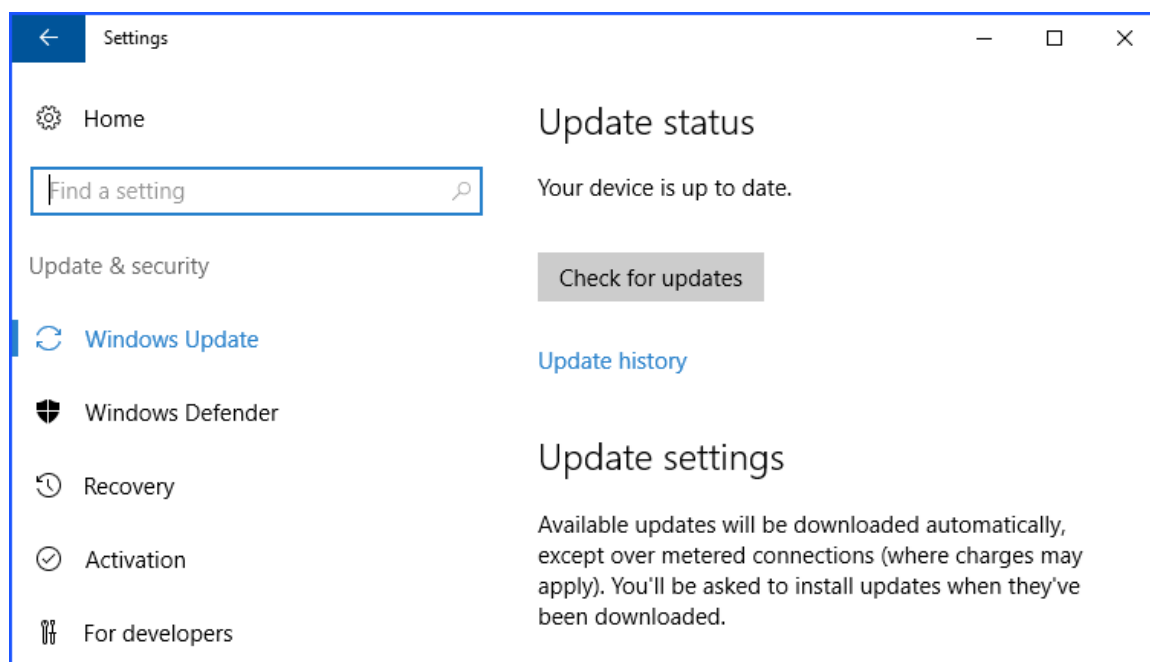 Settings
Home
Find a setting
Update & security
Windows Update
Windows Defender
Recovery
Activation
For developers
Update status
Your device is up to date.
Check for updates
Update history
Update settings
Available updates will be downloaded automatically,
except over metered connections (where charges may
apply). You'll be asked to install updates when they've
been downloaded.